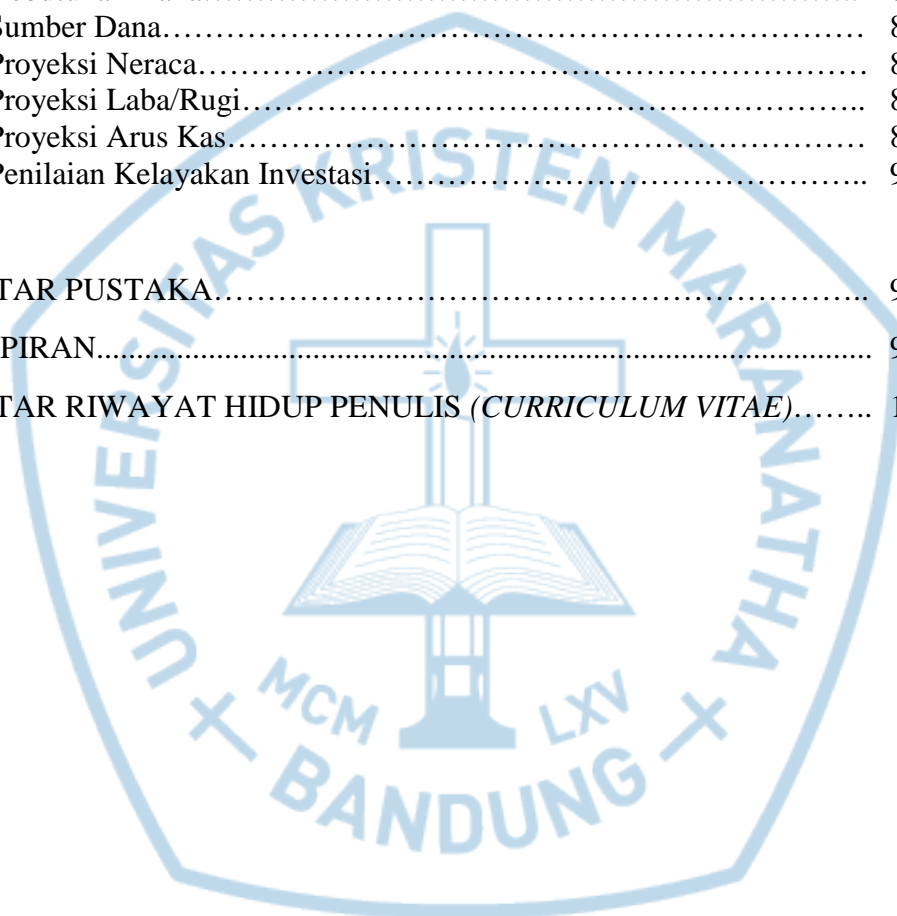 Sumber Dana…………………………………………………………… 8
Proyeksi Neraca………………………………………………………… 8
Proyeksi Laba/Rugi…………………………………………………….. 8
Proyeksi Arus Kas……………………………………………………… 8
Penilaian Kelayakan Investasi………………………………………….. 9
TAR PUSTAKA……………………………………………………….. 9
PIRAN.................................................................................................. 9
TAR RIWAYAT HIDUP PENULIS (CURRICULUM VITAE)…….. 1
UNIVERSITAS KRISTEN MARANATHA
MCM LXV
BANDUNG